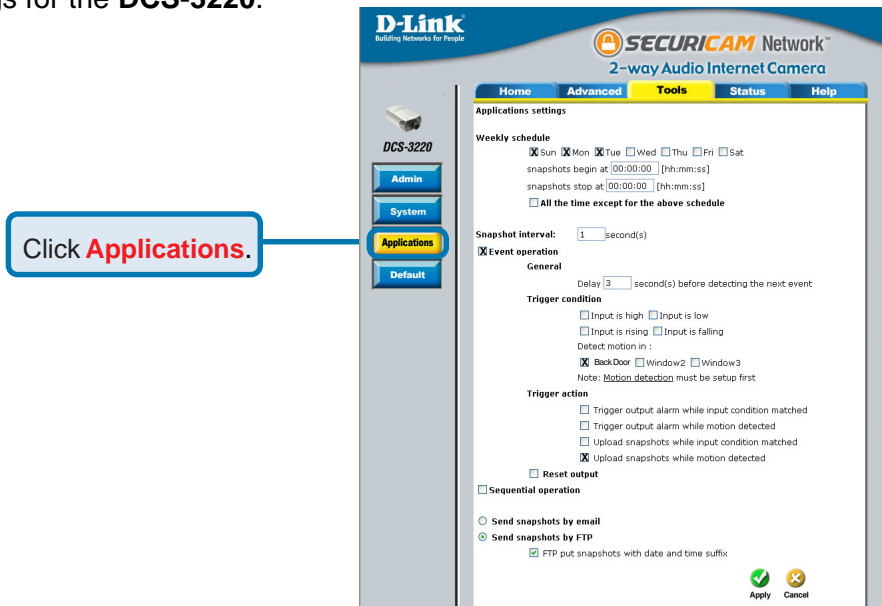 gs for the DCS-3220.
D-Link
Building Networks for People
SECURICAM Network™
2-way Audio Internet Camera
Home Advanced Tools Status Help
DCS-3220
Admin
System
Applications
Default
Click Applications.
Applications settings
Weekly schedule
Sun Mon Tue Wed Thu Fri Sat
snapshots begin at 00:00:00 [hh:mm:ss]
snapshots stop at 00:00:00 [hh:mm:ss]
All the time except for the above schedule
Snapshot interval: 1 second(s)
Event operation
General
Delay 3 second(s) before detecting the next event
Trigger condition
Input is high Input is low
Input is rising Input is falling
Detect motion in :
Back Door Window2 Window3
Note: Motion detection must be setup first
Trigger action
Trigger output alarm while input condition matched
Trigger output alarm while motion detected
Upload snapshots while input condition matched
Upload snapshots while motion detected
Reset output
Sequential operation
Send snapshots by email
Send snapshots by FTP
FTP put snapshots with date and time suffix
Apply Cancel